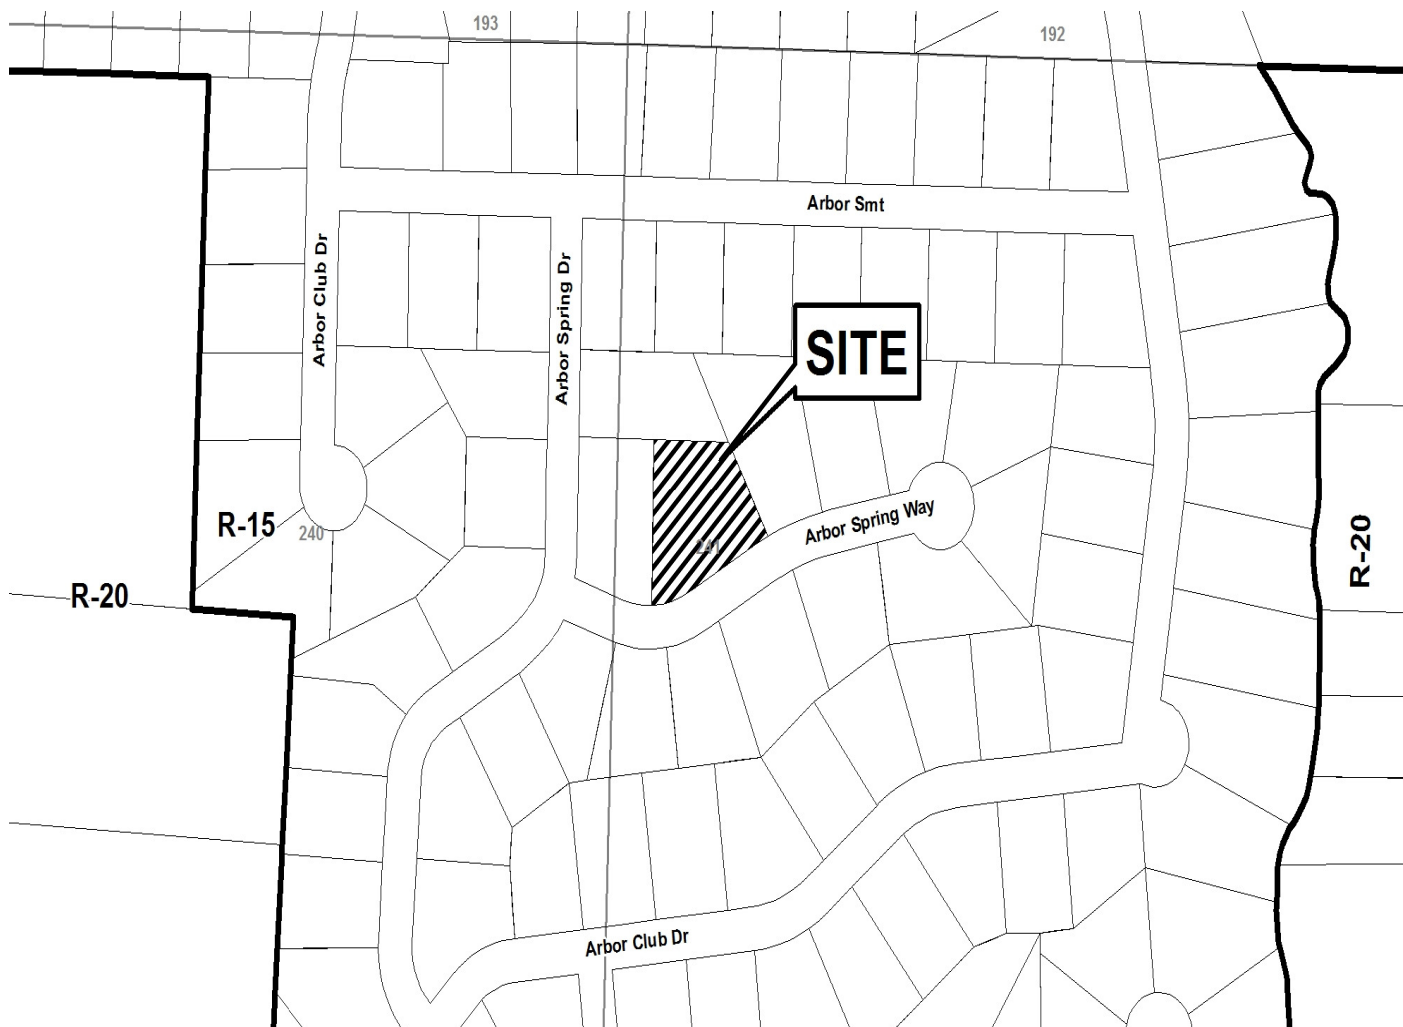 193
192
Arbor Smt
Arbor Club Dr
Arbor Spring Dr
SITE
R-15
240
241
Arbor Spring Way
R-20
R-20
Arbor Club Dr